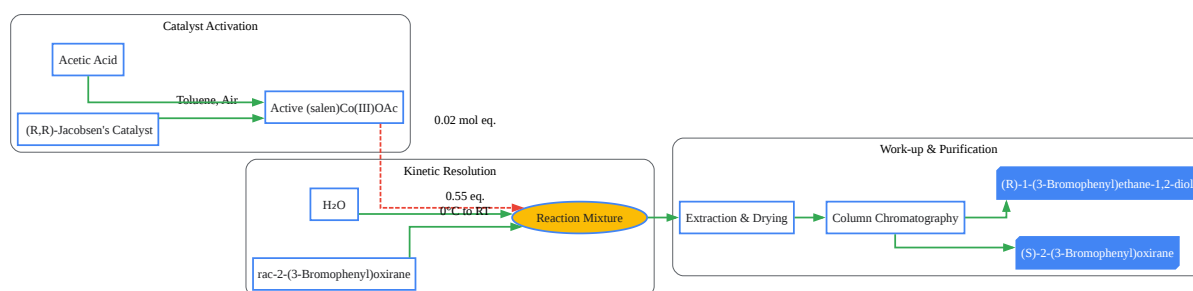 Catalyst Activation
Acetic Acid
Toluene, Air
Active (salen)Co(III)OAc
(R,R)-Jacobsen's Catalyst
0.02 mol eq.
Kinetic Resolution
H₂O
0.55 eq.
0°C to RT
Reaction Mixture
rac-2-(3-Bromophenyl)oxirane
Work-up & Purification
Extraction & Drying
Column Chromatography
(R)-1-(3-Bromophenyl)ethane-1,2-diol
(S)-2-(3-Bromophenyl)oxirane